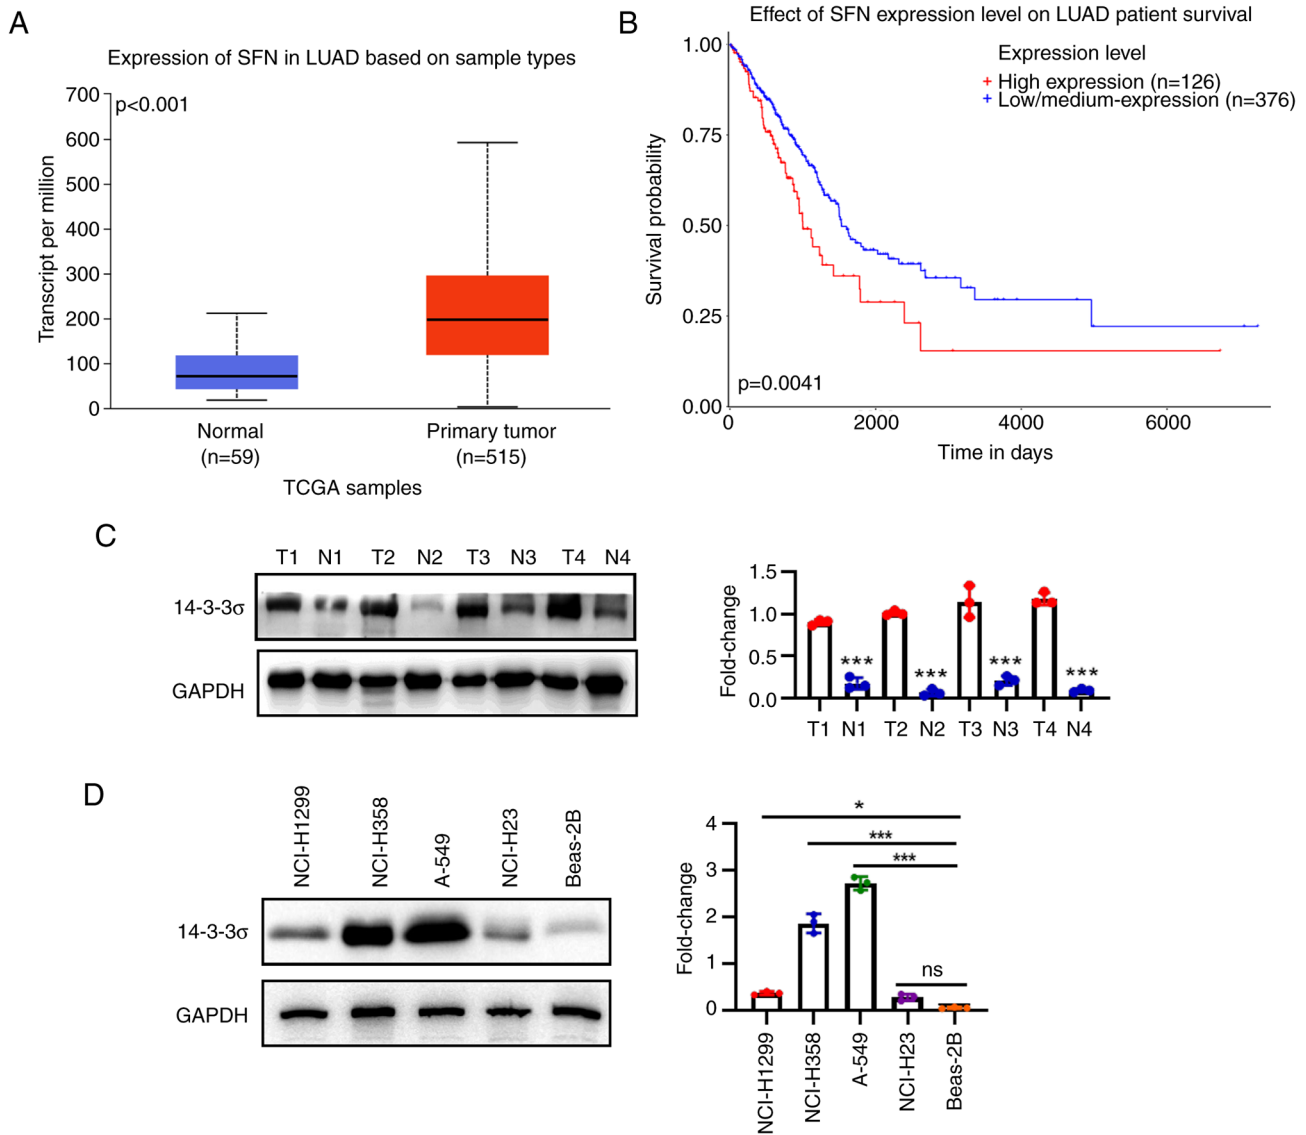 A
Expression of SFN in LUAD based on sample types
p<0.001
Transcript per million
700
600
500
400
300
200
100
0
Normal
(n=59)
Primary tumor
(n=515)
TCGA samples
B
Effect of SFN expression level on LUAD patient survival
Expression level
High expression (n=126)
Low/medium-expression (n=376)
Survival probability
1.00
0.75
0.50
0.25
0.00
p=0.0041
0
2000
4000
6000
Time in days
C
T1 N1 T2 N2 T3 N3 T4 N4
14-3-3σ
GAPDH
Fold-change
1.5
1.0
0.5
0.0
***
***
***
***
T1 N1 T2 N2 T3 N3 T4 N4
D
NCI-H1299
NCI-H358
A-549
NCI-H23
Beas-2B
14-3-3σ
GAPDH
Fold-change
4
3
2
1
0
*
***
***
ns
NCI-H1299
NCI-H358
A-549
NCI-H23
Beas-2B